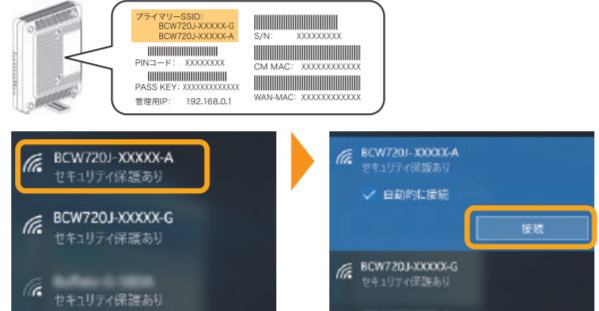 プライマリーSSID:
BCW720J-XXXXX-G
BCW720J-XXXXX-A
PINコード: XXXXXXXX
PASS KEY: XXXXXXXXXXXXX
管理用IP: 192.168.0.1
S/N: XXXXXXXXX
CM MAC: XXXXXXXXXXXX
WAN-MAC: XXXXXXXXXXXX
BCW720J-XXXXX-A
セキュリティ保護あり
BCW720J-XXXXX-G
セキュリティ保護あり
セキュリティ保護あり
BCW720J-XXXXX-A
セキュリティ保護あり
自動的に接続
接続
BCW720J-XXXXX-G
セキュリティ保護あり